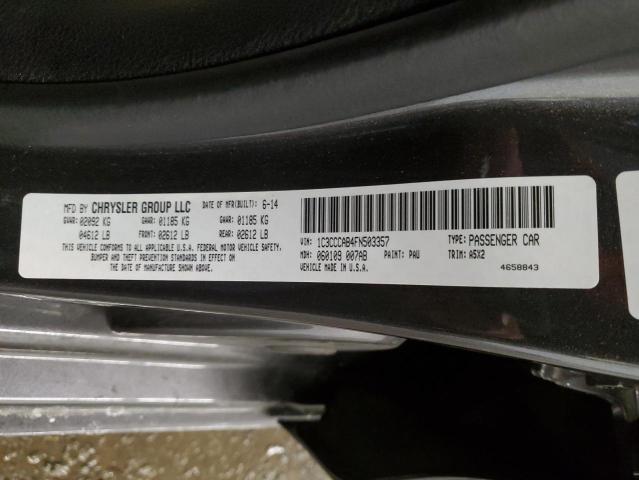 MFD BY CHRYSLER GROUP LLC DATE OF MFR(BUILT): 6-14
GVWR: 02092 KG GAWR: 01185 KG GAWR: 01185 KG
04612 LB FRONT: 02612 LB REAR: 02612 LB
THIS VEHICLE CONFORMS TO ALL APPLICABLE U.S.A. FEDERAL MOTOR VEHICLE SAFETY,
BUMPER AND THEFT PREVENTION STANDARDS IN EFFECT ON
THE DATE OF MANUFACTURE SHOWN ABOVE.
VIN: 1C3CCCAB4FN503357 TYPE: PASSENGER CAR
MDH: 060109 007AB PAINT: PAU TRIM: A5X2
VEHICLE MADE IN U.S.A. 4658843